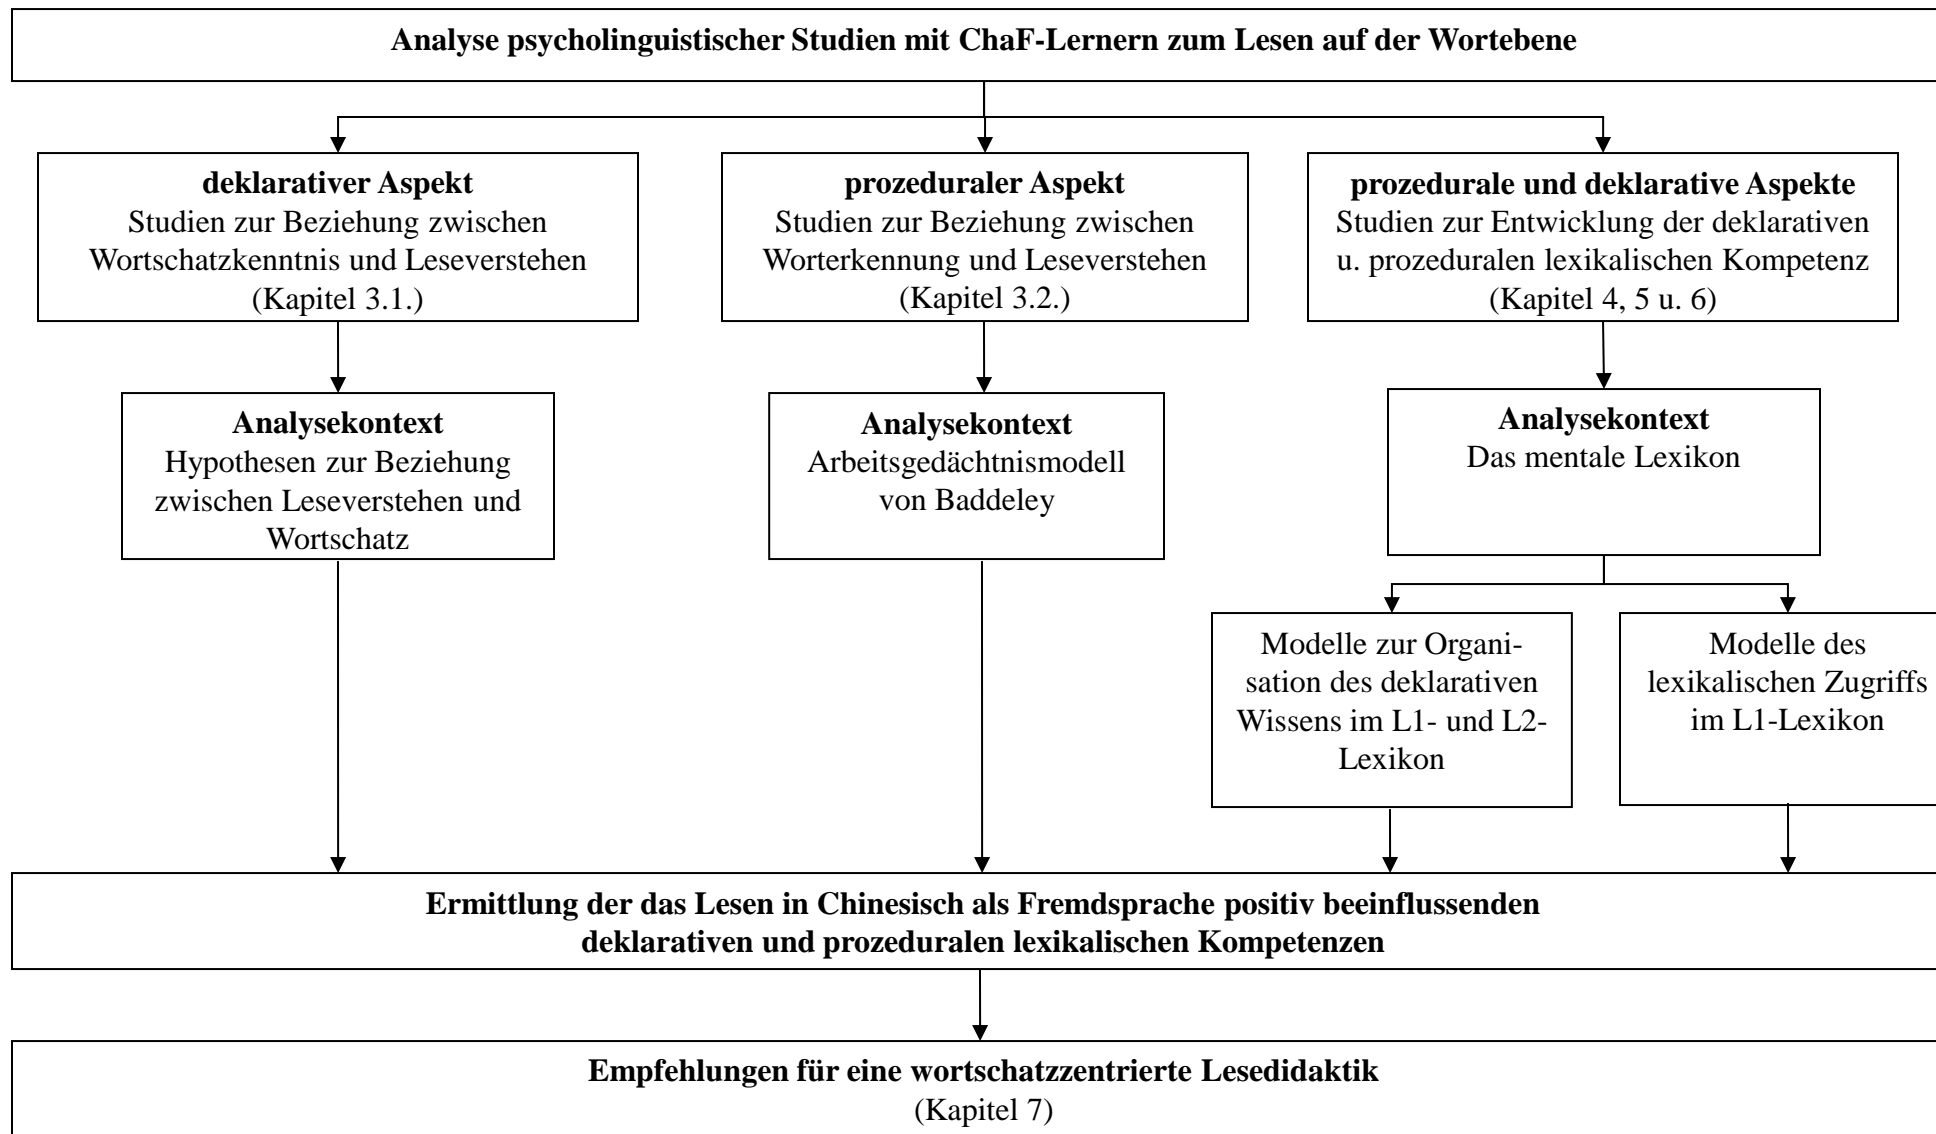 Analyse psycholinguistischer Studien mit ChaF-Lernern zum Lesen auf der Wortebene
deklarativer Aspekt
Studien zur Beziehung zwischen
Wortschatzkenntnis und Leseverstehen
(Kapitel 3.1.)
prozeduraler Aspekt
Studien zur Beziehung zwischen
Worterkennung und Leseverstehen
(Kapitel 3.2.)
prozedurale und deklarative Aspekte
Studien zur Entwicklung der deklarativen
u. prozeduralen lexikalischen Kompetenz
(Kapitel 4, 5 u. 6)
Analysekontext
Hypothesen zur Beziehung
zwischen Leseverstehen und
Wortschatz
Analysekontext
Arbeitsgedächtnismodell
von Baddeley
Analysekontext
Das mentale Lexikon
Modelle zur Organi-
sation des deklarativen
Wissens im L1- und L2-
Lexikon
Modelle des
lexikalischen Zugriffs
im L1-Lexikon
Ermittlung der das Lesen in Chinesisch als Fremdsprache positiv beeinflussenden
deklarativen und prozeduralen lexikalischen Kompetenzen
Empfehlungen für eine wortschatzzentrierte Lesedidaktik
(Kapitel 7)